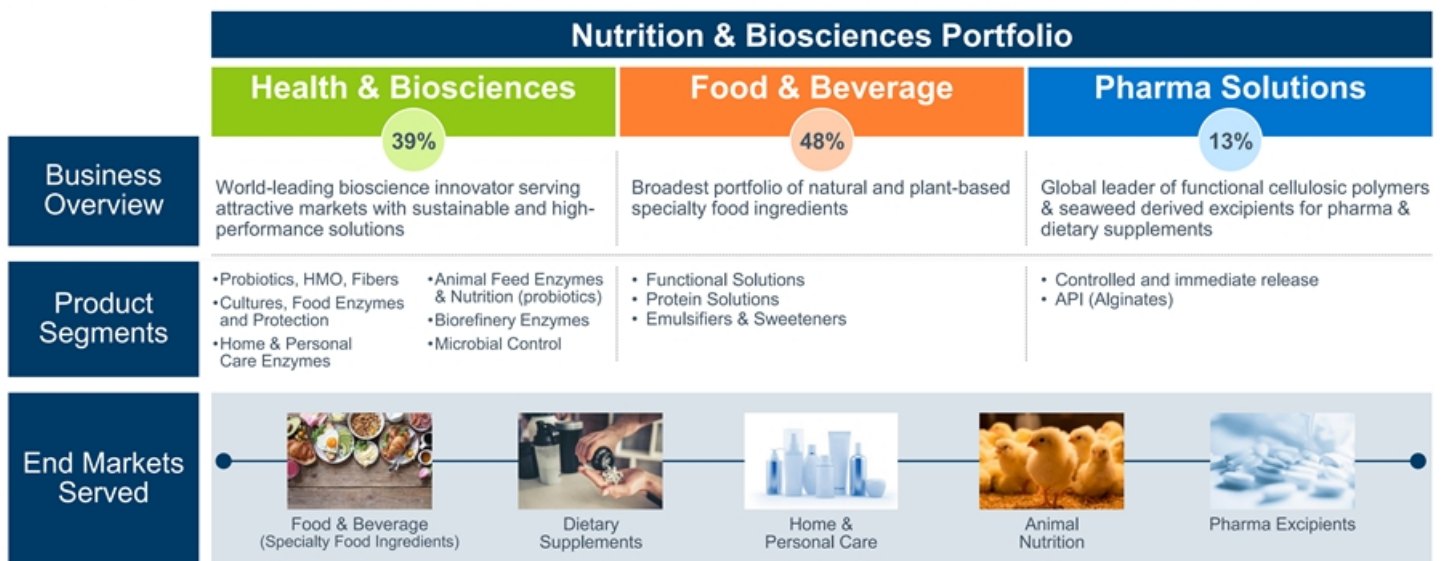 Nutrition & Biosciences Portfolio
Health & Biosciences
Food & Beverage
Pharma Solutions
39%
48%
13%
Business
Overview
World-leading bioscience innovator serving
attractive markets with sustainable and high-
performance solutions
Broadest portfolio of natural and plant-based
specialty food ingredients
Global leader of functional cellulosic polymers
& seaweed derived excipients for pharma &
dietary supplements
Product
Segments
•Probiotics, HMO, Fibers
•Cultures, Food Enzymes
and Protection
•Home & Personal
Care Enzymes
•Animal Feed Enzymes
& Nutrition (probiotics)
•Biorefinery Enzymes
•Microbial Control
• Functional Solutions
• Protein Solutions
• Emulsifiers & Sweeteners
• Controlled and immediate release
• API (Alginates)
End Markets
Served
Food & Beverage
(Specialty Food Ingredients)
Dietary
Supplements
Home &
Personal Care
Animal
Nutrition
Pharma Excipients